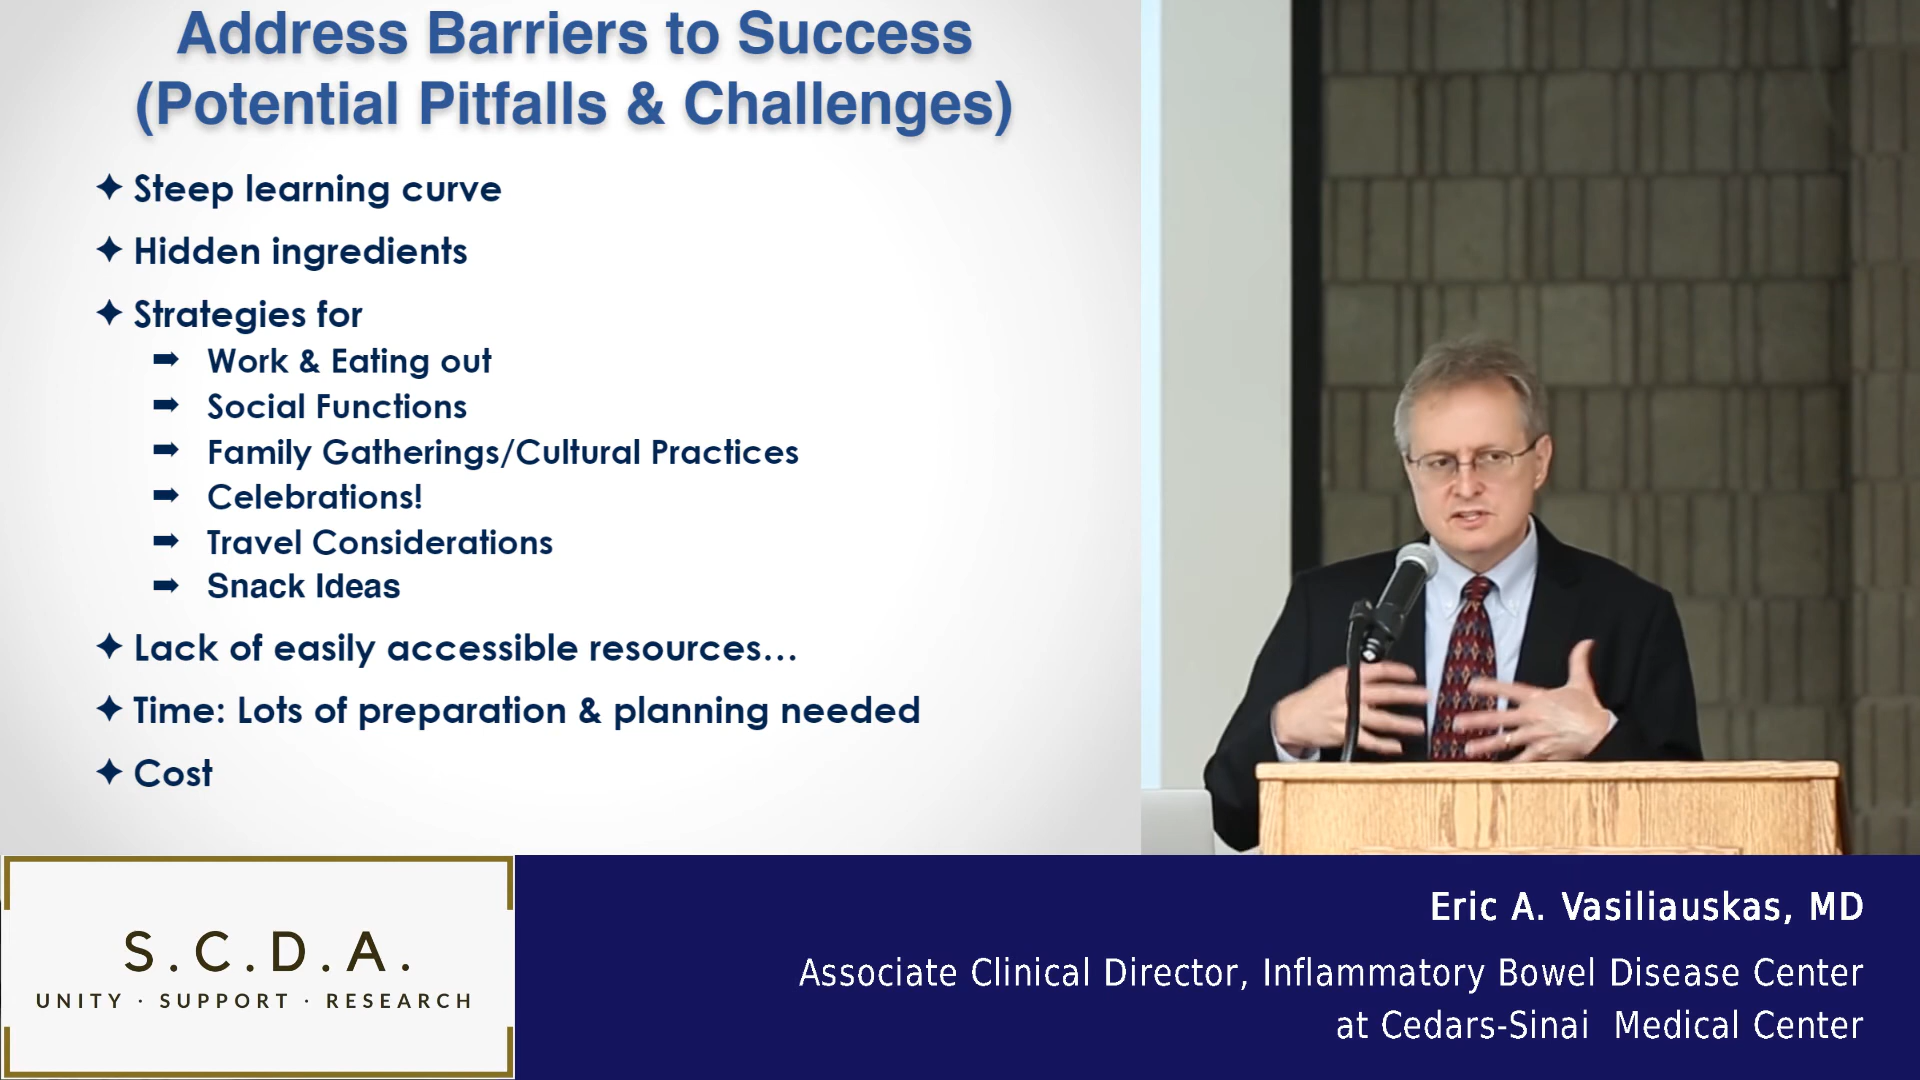 Address Barriers to Success
(Potential Pitfalls & Challenges)
✦ Steep learning curve
✦ Hidden ingredients
✦ Strategies for
➡ Work & Eating out
➡ Social Functions
➡ Family Gatherings/Cultural Practices
➡ Celebrations!
➡ Travel Considerations
➡ Snack Ideas
✦ Lack of easily accessible resources…
✦ Time: Lots of preparation & planning needed
✦ Cost
S.C.D.A.
UNITY · SUPPORT · RESEARCH
Eric A. Vasiliauskas, MD
Associate Clinical Director, Inflammatory Bowel Disease Center
at Cedars-Sinai Medical Center